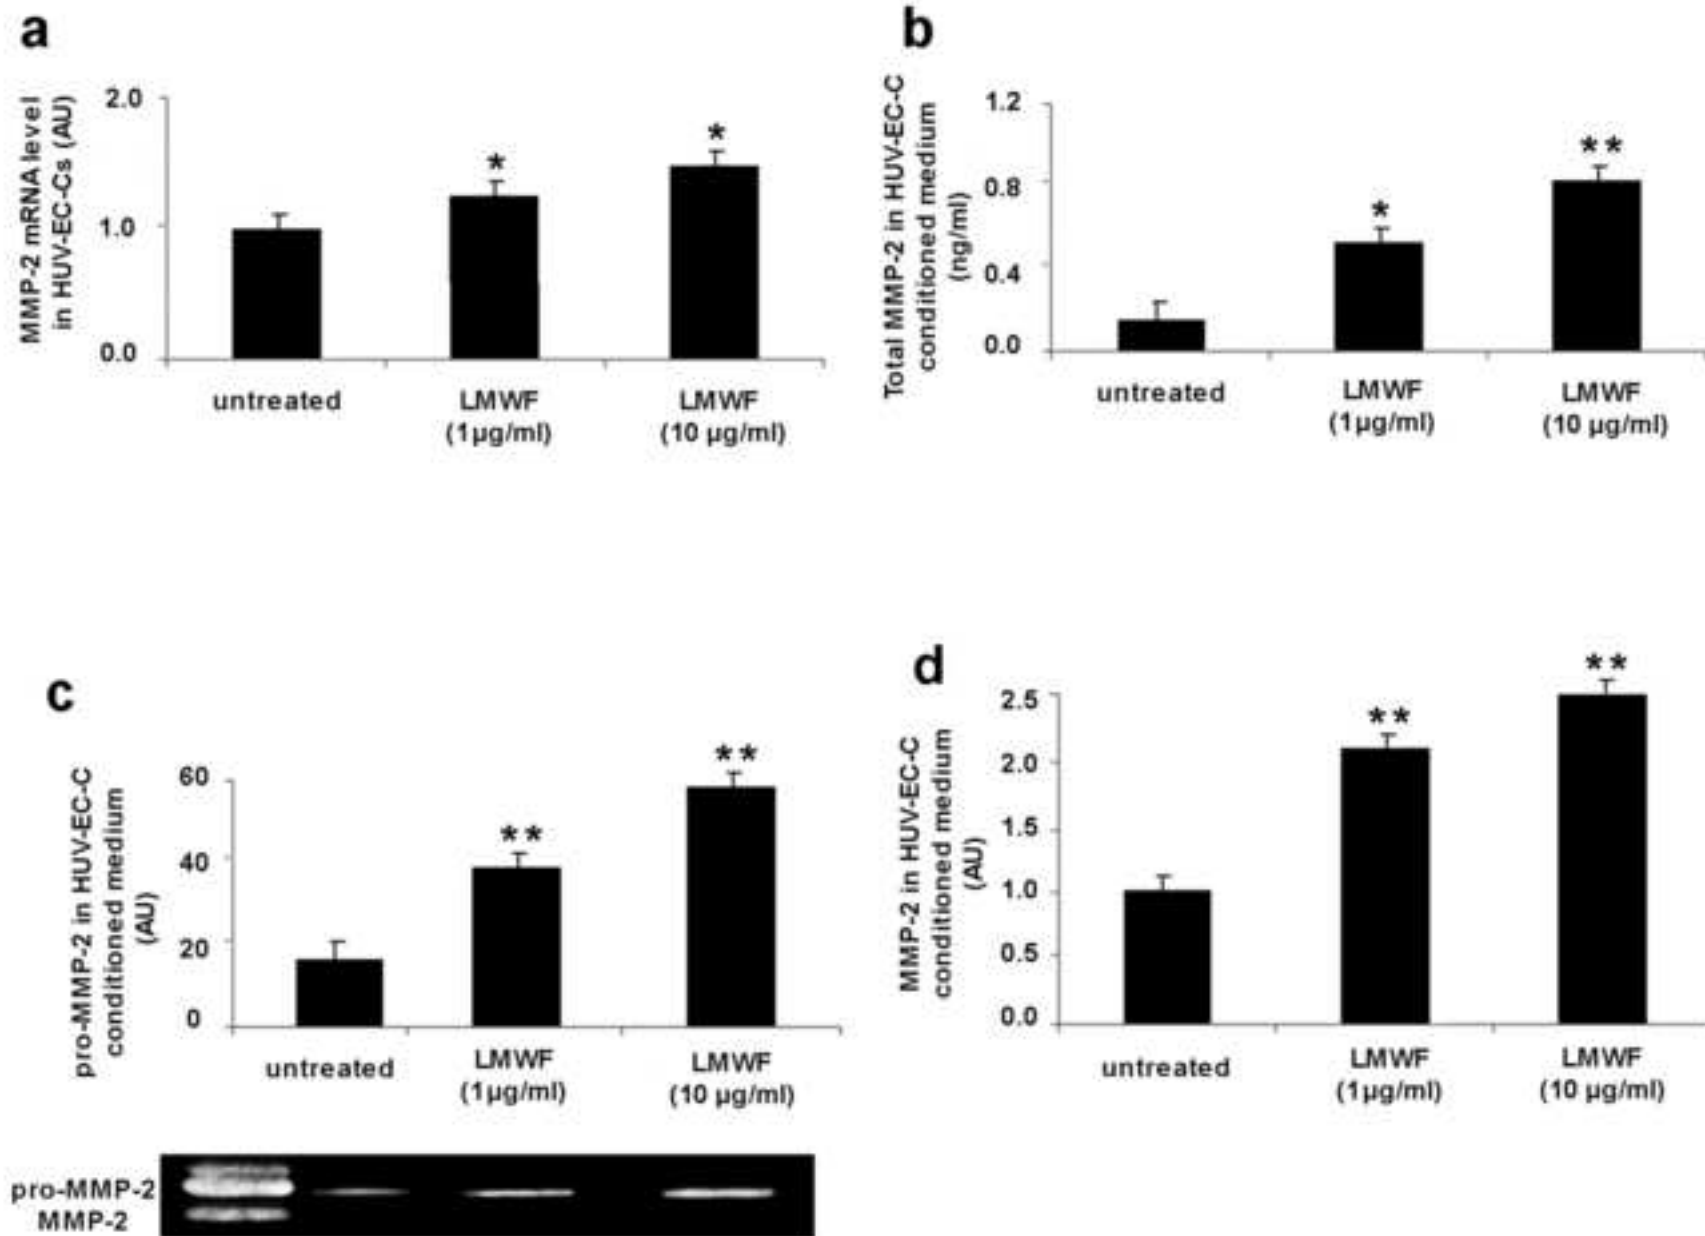 a
MMP-2 mRNA level
in HUV-EC-Cs (AU)
2.0
1.0
0.0
*
*
untreated
LMWF
(1µg/ml)
LMWF
(10 µg/ml)
b
Total MMP-2 in HUV-EC-C
conditioned medium
(ng/ml)
1.2
0.8
0.4
0.0
*
**
untreated
LMWF
(1µg/ml)
LMWF
(10 µg/ml)
c
pro-MMP-2 in HUV-EC-C
conditioned medium
(AU)
60
40
20
0
**
**
untreated
LMWF
(1µg/ml)
LMWF
(10 µg/ml)
pro-MMP-2
MMP-2
d
MMP-2 in HUV-EC-C
conditioned medium
(AU)
2.5
2.0
1.5
1.0
0.5
0.0
**
**
untreated
LMWF
(1µg/ml)
LMWF
(10 µg/ml)